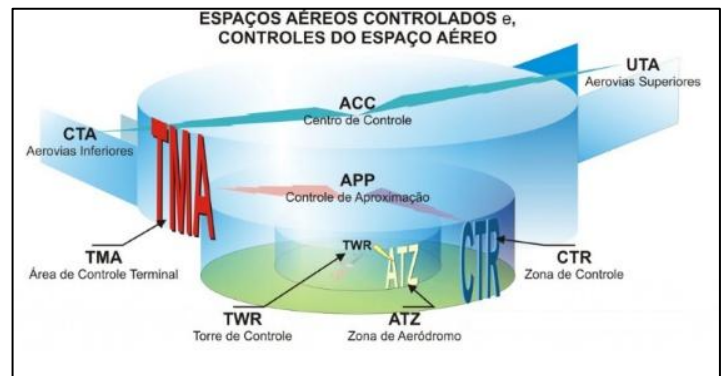 ESPAÇOS AÉREOS CONTROLADOS e,
CONTROLES DO ESPAÇO AÉREO
UTA
Aerovias Superiores
ACC
Centro de Controle
CTA
Aerovias Inferiores
TMA
APP
Controle de Aproximação
TMA
Área de Controle Terminal
TWR
ATZ
CTR
CTR
Zona de Controle
TWR
Torre de Controle
ATZ
Zona de Aeródromo